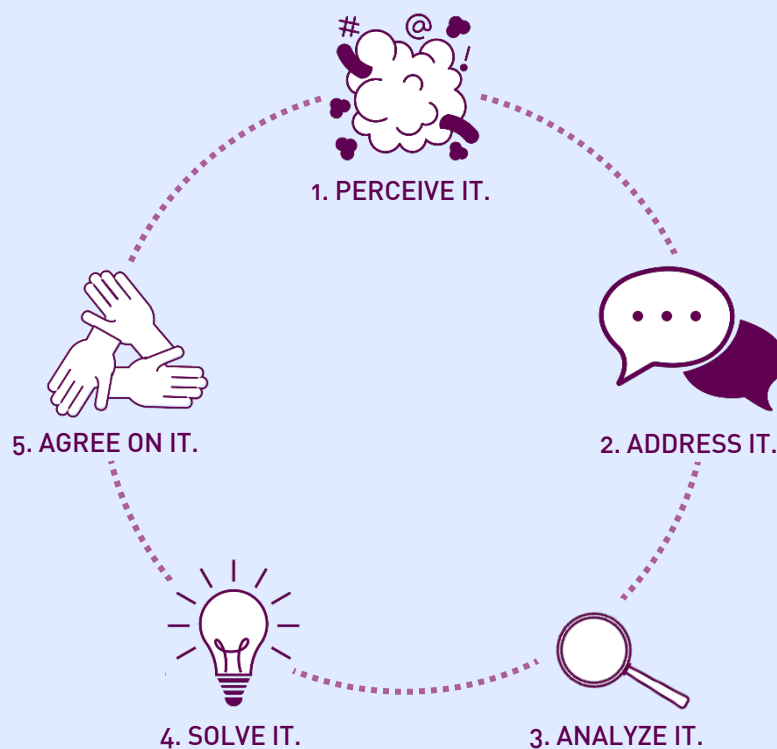 # @ !
1. PERCEIVE IT.
2. ADDRESS IT.
3. ANALYZE IT.
4. SOLVE IT.
5. AGREE ON IT.